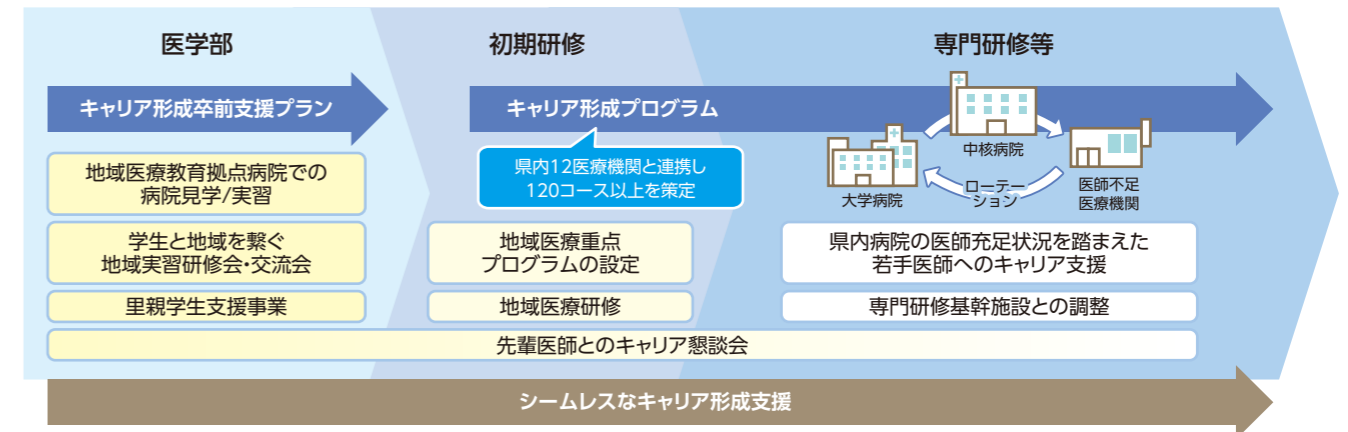 医学部
初期研修
専門研修等
キャリア形成卒前支援プラン
キャリア形成プログラム
県内12医療機関と連携し
120コース以上を策定
中核病院
大学病院
ローテー
ション
医師不足
医療機関
地域医療教育拠点病院での
病院見学/実習
学生と地域を繋ぐ
地域実習研修会・交流会
地域医療重点
プログラムの設定
県内病院の医師充足状況を踏まえた
若手医師へのキャリア支援
里親学生支援事業
地域医療研修
専門研修基幹施設との調整
先輩医師とのキャリア懇談会
シームレスなキャリア形成支援